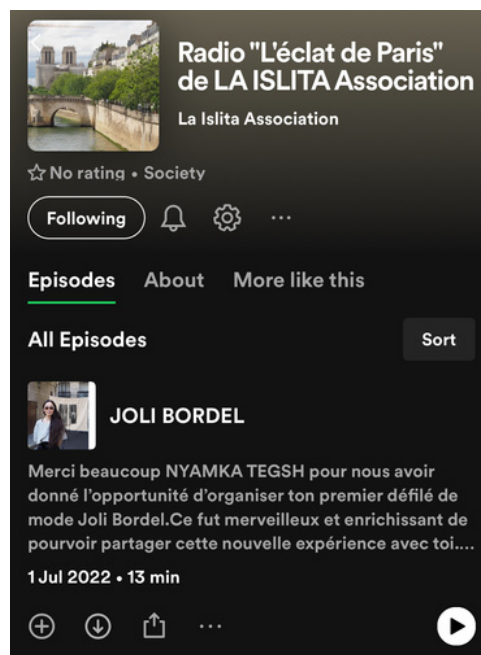 Radio "L'éclat de Paris"
de LA ISLITA Association
La Islita Association
No rating • Society
Following
Episodes About More like this
All Episodes
Sort
JOLI BORDEL
Merci beaucoup NYAMKA TEGSH pour nous avoir
donné l'opportunité d'organiser ton premier défilé de
mode Joli Bordel.Ce fut merveilleux et enrichissant de
pourvoir partager cette nouvelle expérience avec toi....
1 Jul 2022 • 13 min